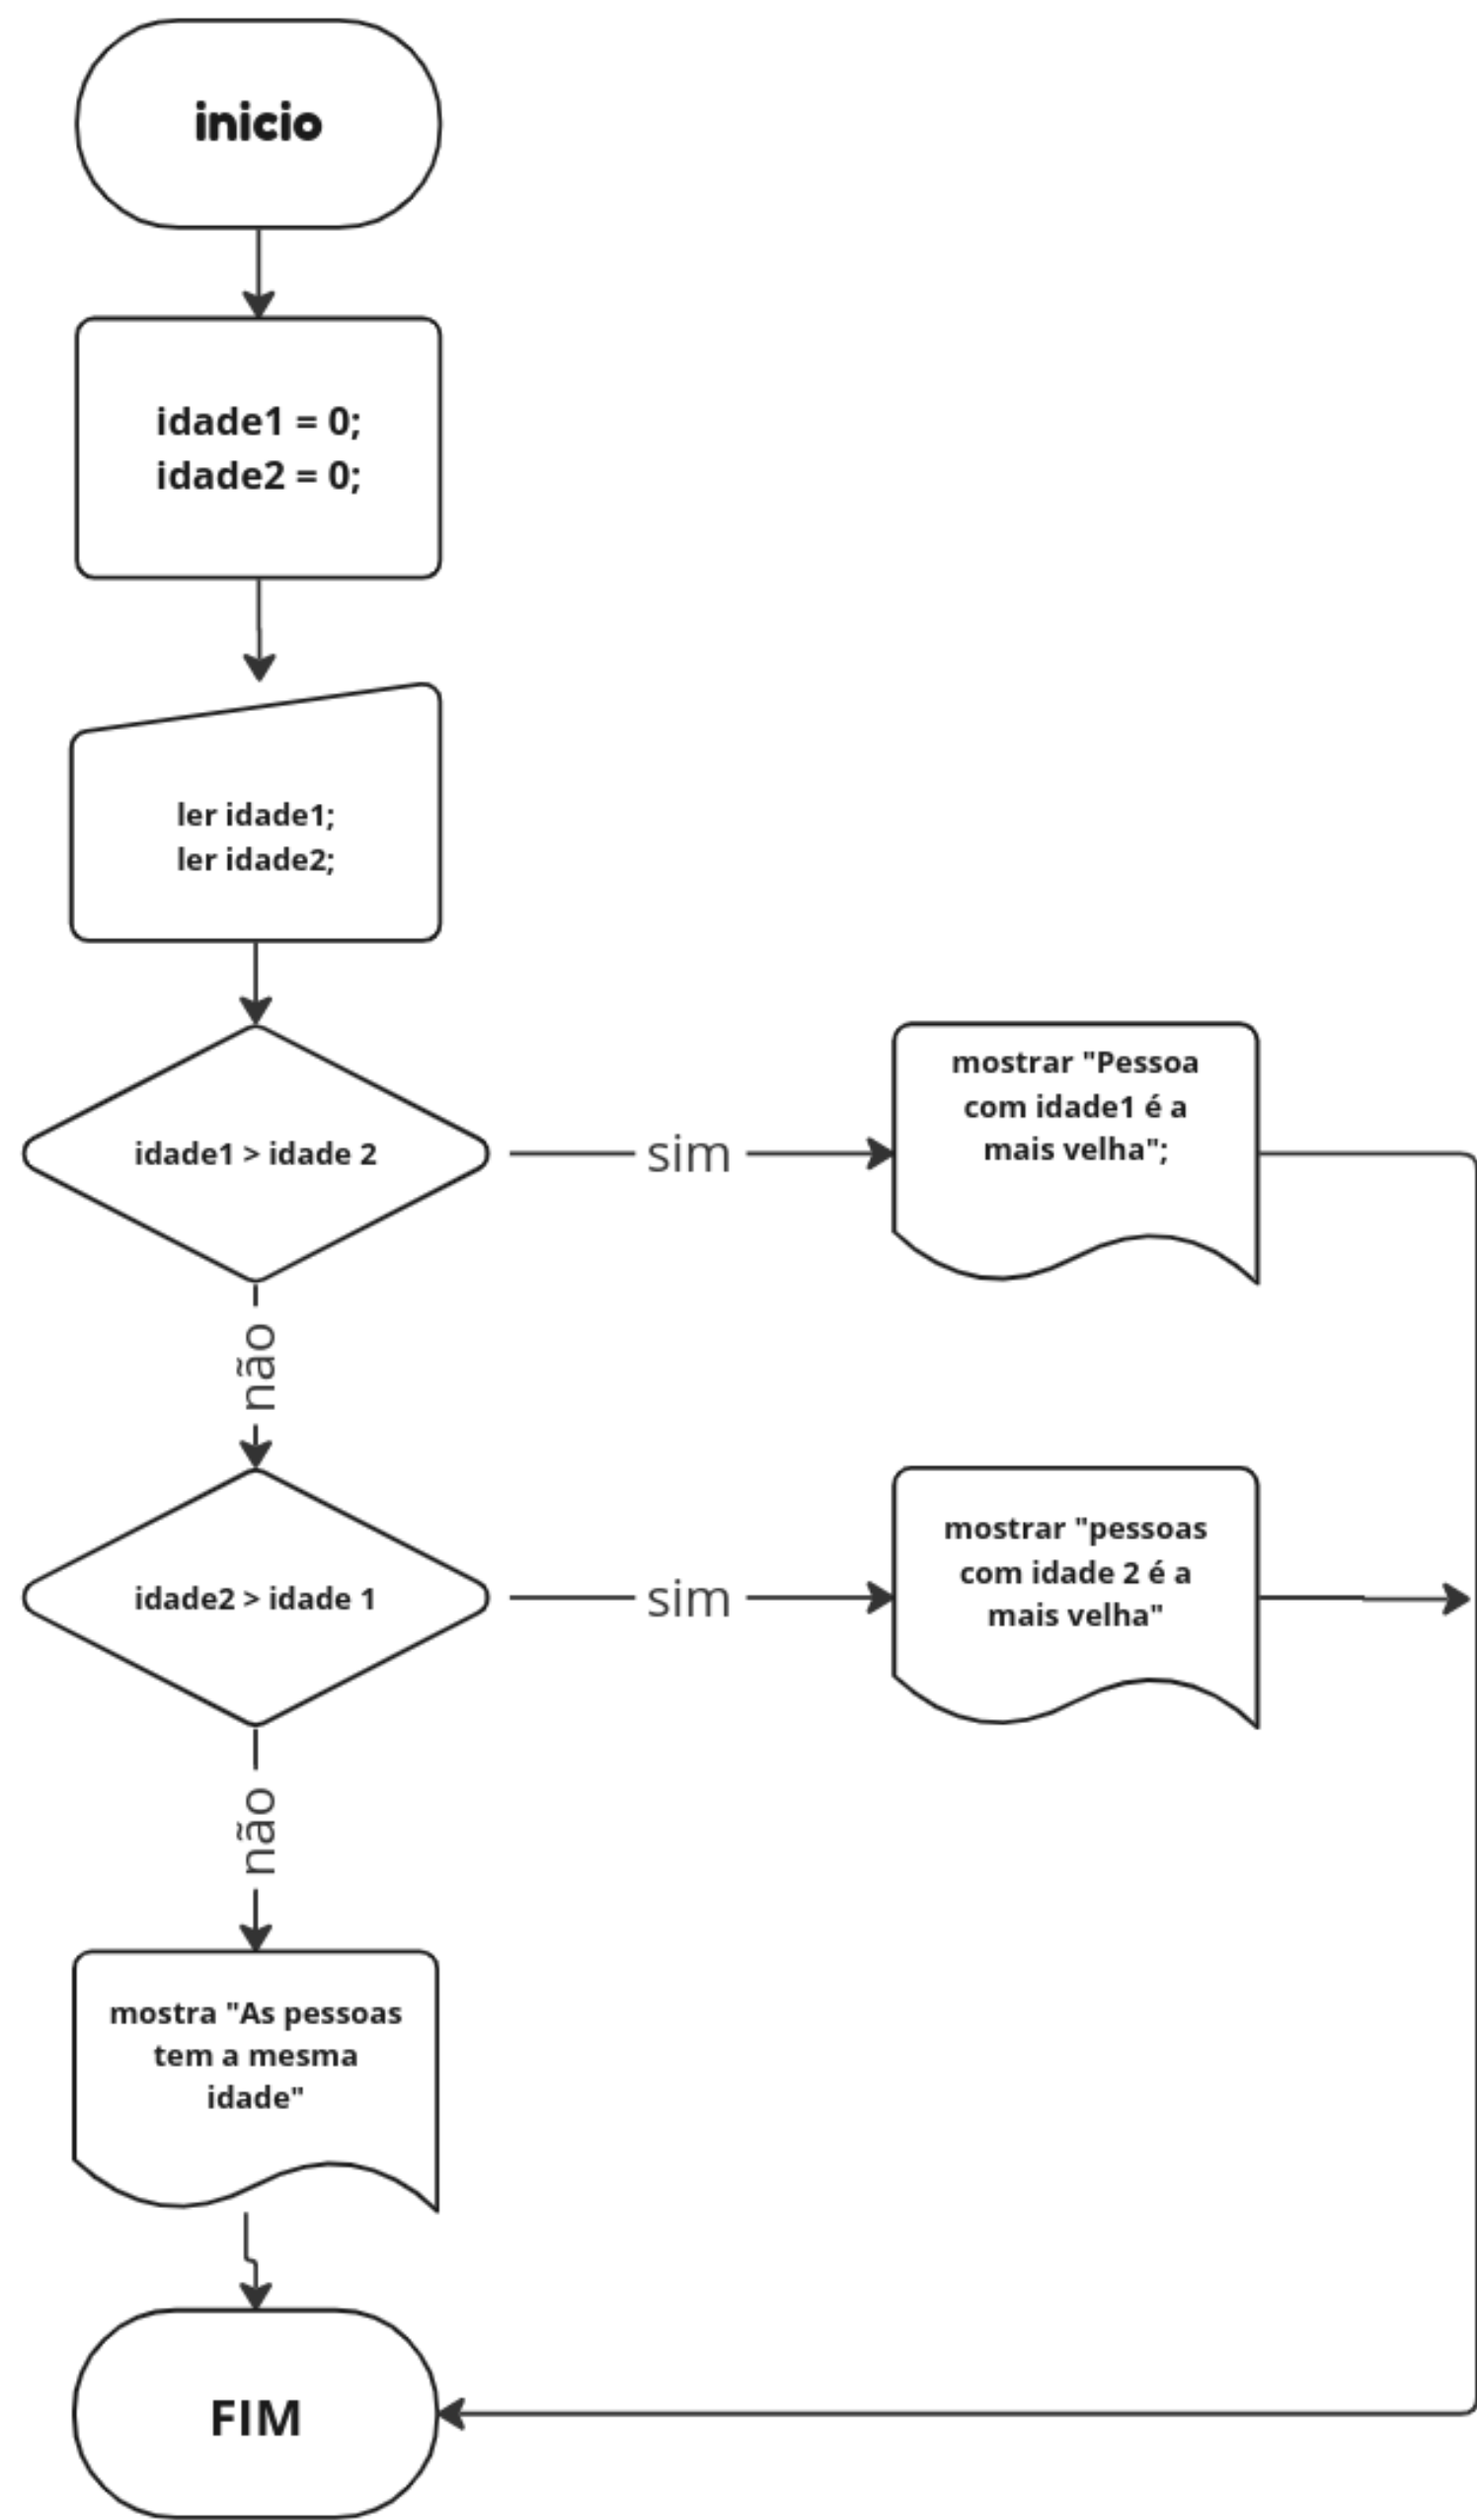 inicio
idade1 = 0;
idade2 = 0;
ler idade1;
ler idade2;
idade1 > idade 2
sim
mostrar "Pessoa
com idade1 é a
mais velha";
não
idade2 > idade 1
sim
mostrar "pessoas
com idade 2 é a
mais velha"
não
mostra "As pessoas
tem a mesma
idade"
FIM